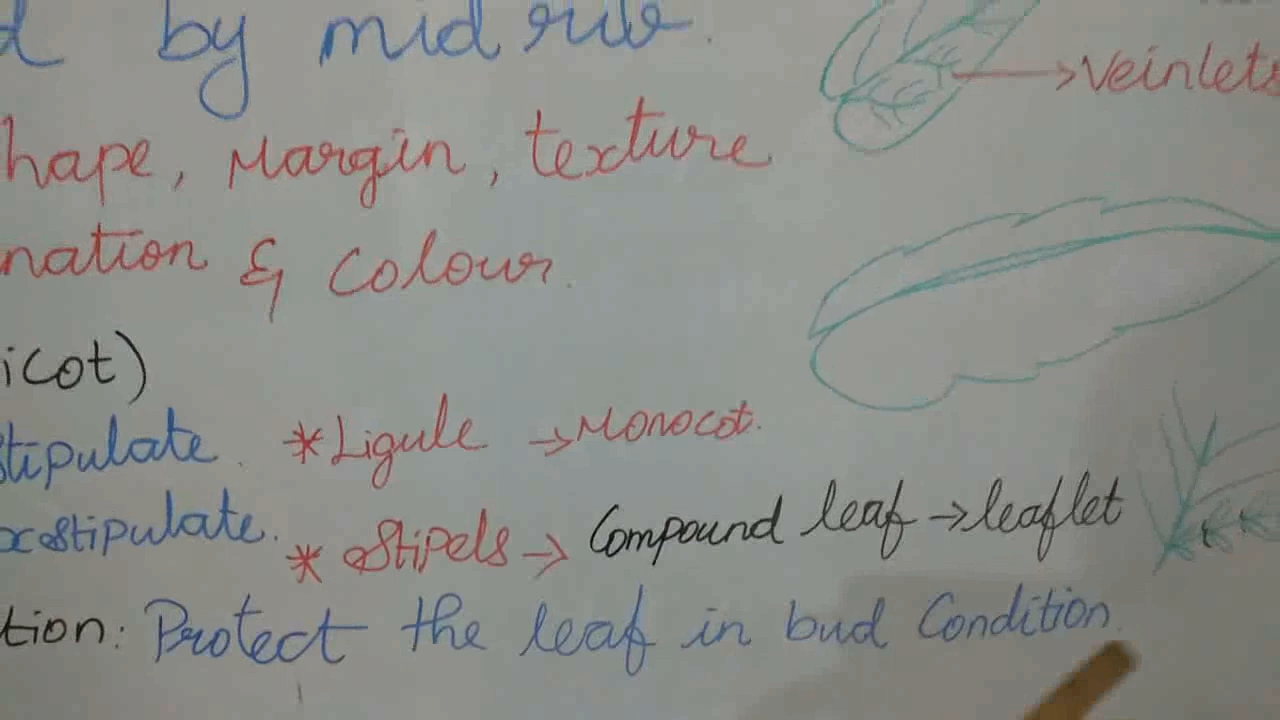 by midrib.
Veinlets
hape, Margin, texture
nation & Colour.
icot)
stipulate. * Ligule → Monocot.
xstipulate. * Stipels → Compound leaf → leaflet
tion: Protect the leaf in bud Condition.